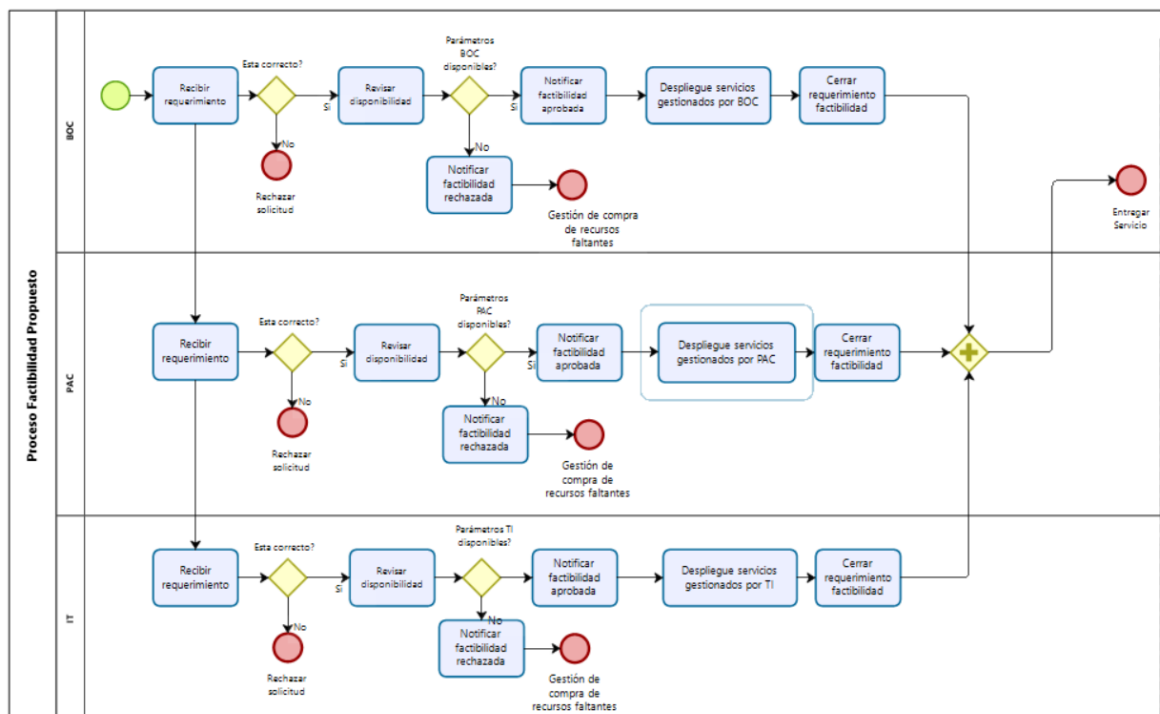 Proceso Factibilidad Propuesto
BOC
Recibir
requerimiento
Esta correcto?
Si
No
Rechazar
solicitud
Revisar
disponibilidad
Parámetros
BOC
disponibles?
Si
No
Notificar
factibilidad
aprobada
Notificar
factibilidad
rechazada
Gestión de compra
de recursos
faltantes
Despliegue servicios
gestionados por BOC
Cerrar
requerimiento
factibilidad
Entregar
Servicio
PAC
Recibir
requerimiento
Esta correcto?
Si
No
Rechazar
solicitud
Revisar
disponibilidad
Parámetros
PAC
disponibles?
Si
No
Notificar
factibilidad
aprobada
Notificar
factibilidad
rechazada
Gestión de
compra de
recursos faltantes
Despliegue servicios
gestionados por PAC
Cerrar
requerimiento
factibilidad
IT
Recibir
requerimiento
Esta correcto?
Si
No
Rechazar
solicitud
Revisar
disponibilidad
Parámetros TI
disponibles?
No
Notificar
factibilidad
aprobada
Notificar
factibilidad
rechazada
Gestión de
compra de
recursos faltantes
Despliegue servicios
gestionados por TI
Cerrar
requerimiento
factibilidad